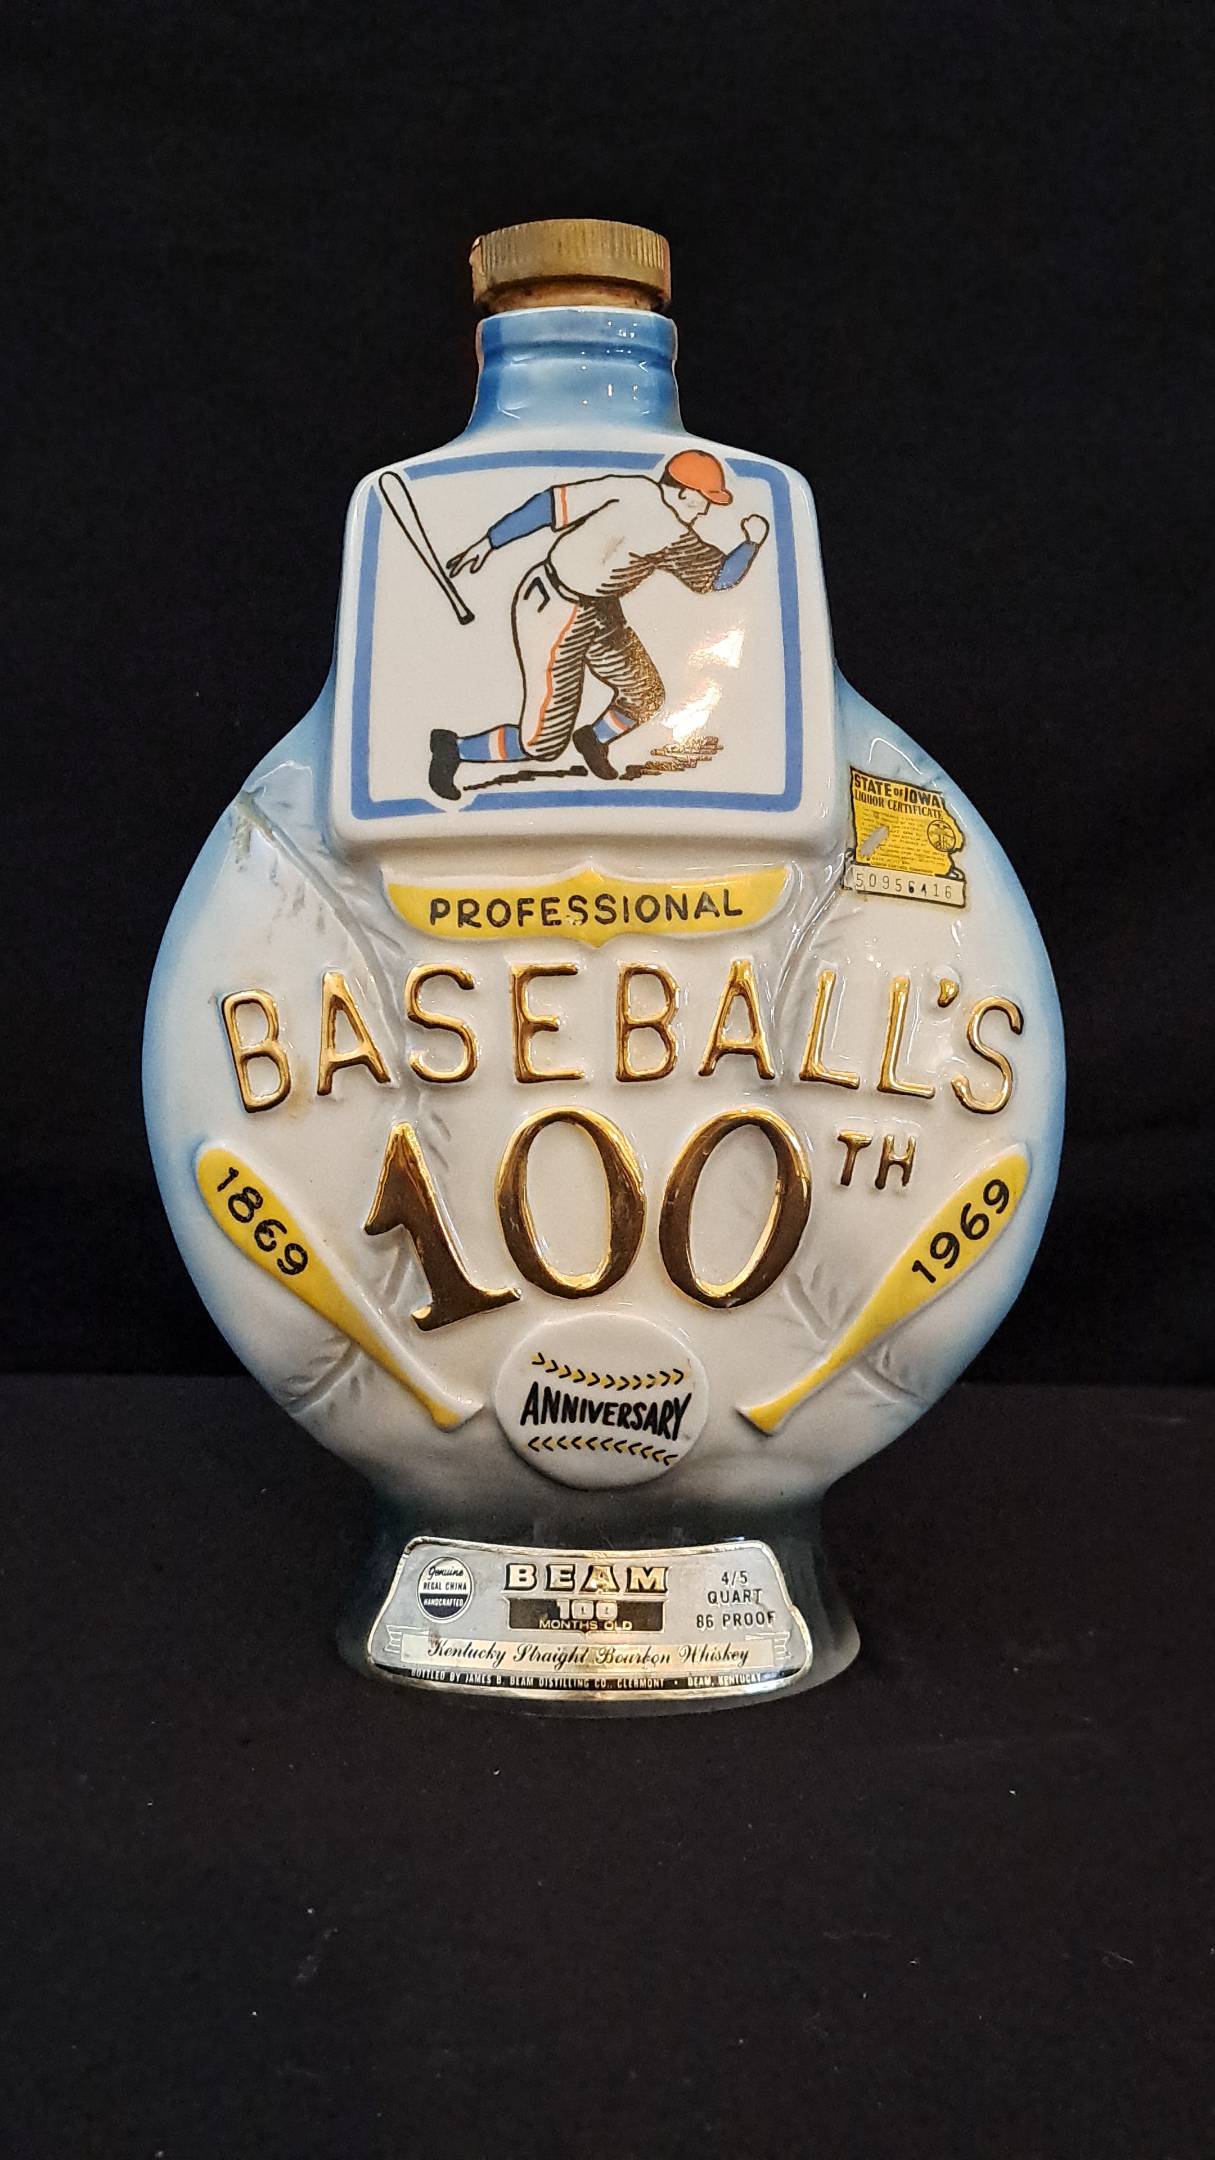 STATE OF IOWA
LIQUOR CERTIFICATE
50956416
PROFESSIONAL
BASEBALL'S
100TH
1869
1969
ANNIVERSARY
Genuine
REGAL CHINA
HANDCRAFTED
BEAM
100
MONTHS OLD
4/5
QUART
86 PROOF
Kentucky Straight Bourbon Whiskey
BOTTLED BY JAMES B. BEAM DISTILLING CO., CLERMONT • BEAM, KENTUCKY